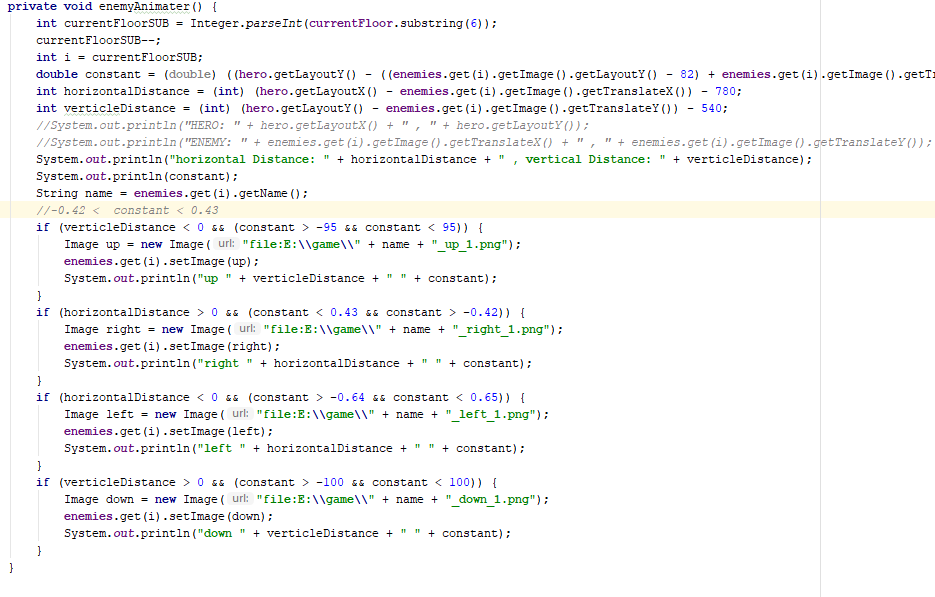 private void enemyAnimater() {
int currentFloorSUB = Integer.parseInt(currentFloor.substring(6));
currentFloorSUB--;
int i = currentFloorSUB;
double constant = (double) ((hero.getLayoutY() - ((enemies.get(i).getImage().getLayoutY() - 82) + enemies.get(i).getImage().getTr
int horizontalDistance = (int) (hero.getLayoutX() - enemies.get(i).getImage().getTranslateX()) - 780;
int verticleDistance = (int) (hero.getLayoutY() - enemies.get(i).getImage().getTranslateY()) - 540;
//System.out.println("HERO: " + hero.getLayoutX() + " , " + hero.getLayoutY());
//System.out.println("ENEMY: " + enemies.get(i).getImage().getTranslateX() + " , " + enemies.get(i).getImage().getTranslateY());
System.out.println("horizontal Distance: " + horizontalDistance + " , vertical Distance: " + verticleDistance);
System.out.println(constant);
String name = enemies.get(i).getName();
//-0.42 <  constant < 0.43
if (verticleDistance < 0 && (constant > -95 && constant < 95)) {
Image up = new Image( url: "file:E:\\game\\" + name + "_up_1.png");
enemies.get(i).setImage(up);
System.out.println("up " + verticleDistance + " " + constant);
}
if (horizontalDistance > 0 && (constant < 0.43 && constant > -0.42)) {
Image right = new Image( url: "file:E:\\game\\" + name + "_right_1.png");
enemies.get(i).setImage(right);
System.out.println("right " + horizontalDistance + " " + constant);
}
if (horizontalDistance < 0 && (constant > -0.64 && constant < 0.65)) {
Image left = new Image( url: "file:E:\\game\\" + name + "_left_1.png");
enemies.get(i).setImage(left);
System.out.println("left " + horizontalDistance + " " + constant);
}
if (verticleDistance > 0 && (constant > -100 && constant < 100)) {
Image down = new Image( url: "file:E:\\game\\" + name + "_down_1.png");
enemies.get(i).setImage(down);
System.out.println("down " + verticleDistance + " " + constant);
}
}